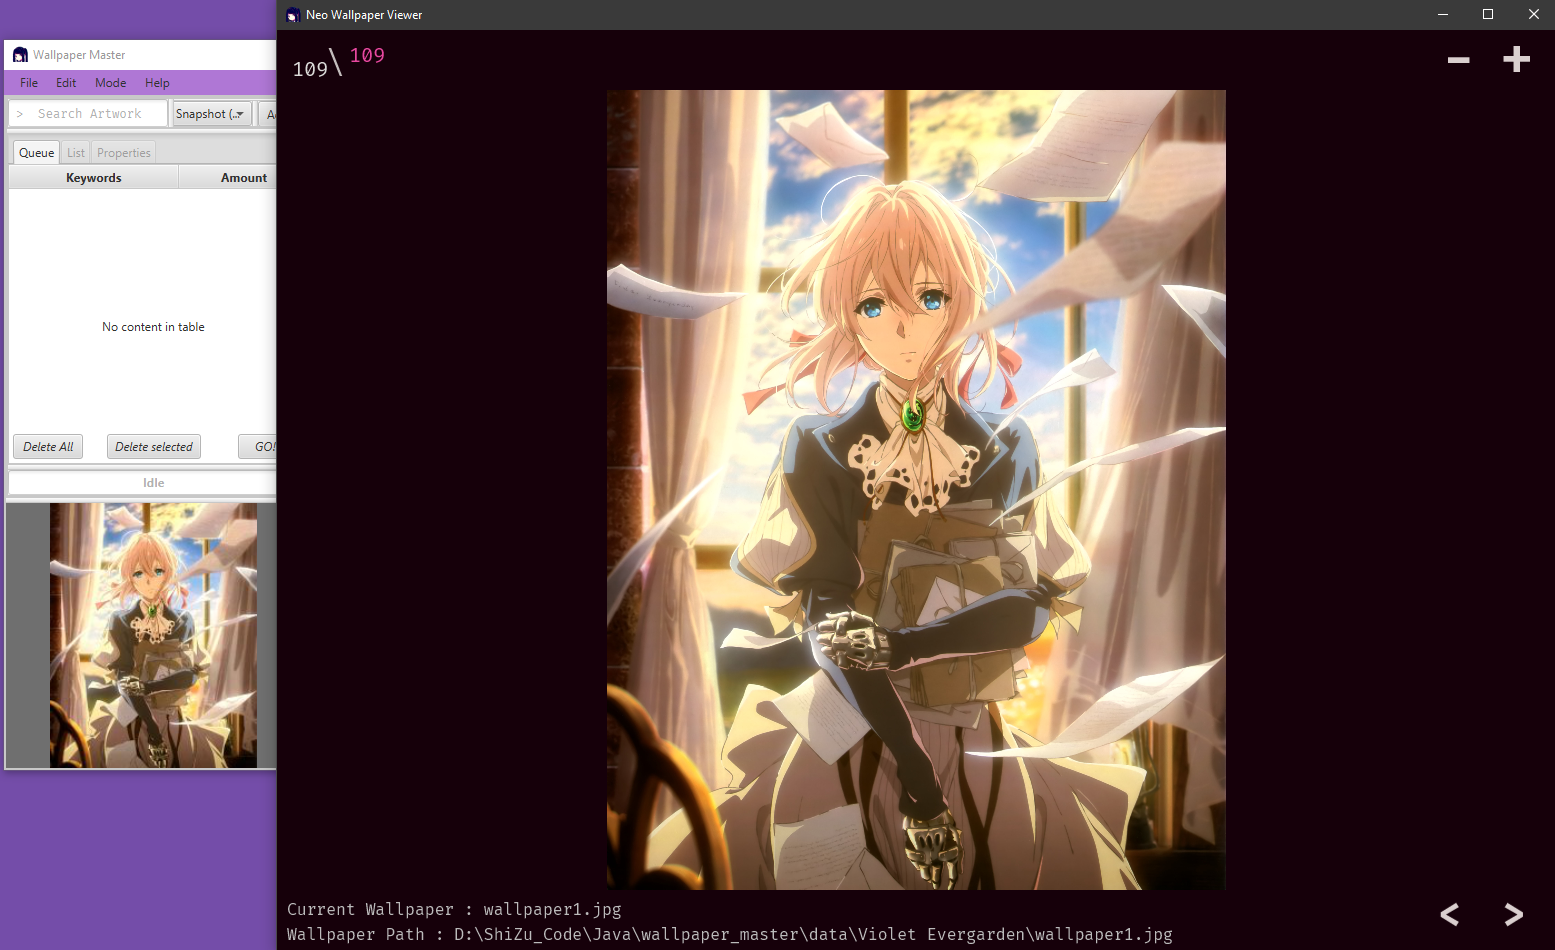 Neo Wallpaper Viewer
109\109
Wallpaper Master
File Edit Mode Help
> Search Artwork
Snapshot (...
Queue List Properties
Keywords Amount
No content in table
Delete All Delete selected GO!
Idle
Current Wallpaper : wallpaper1.jpg
Wallpaper Path : D:\ShiZu_Code\Java\wallpaper_master\data\Violet Evergarden\wallpaper1.jpg